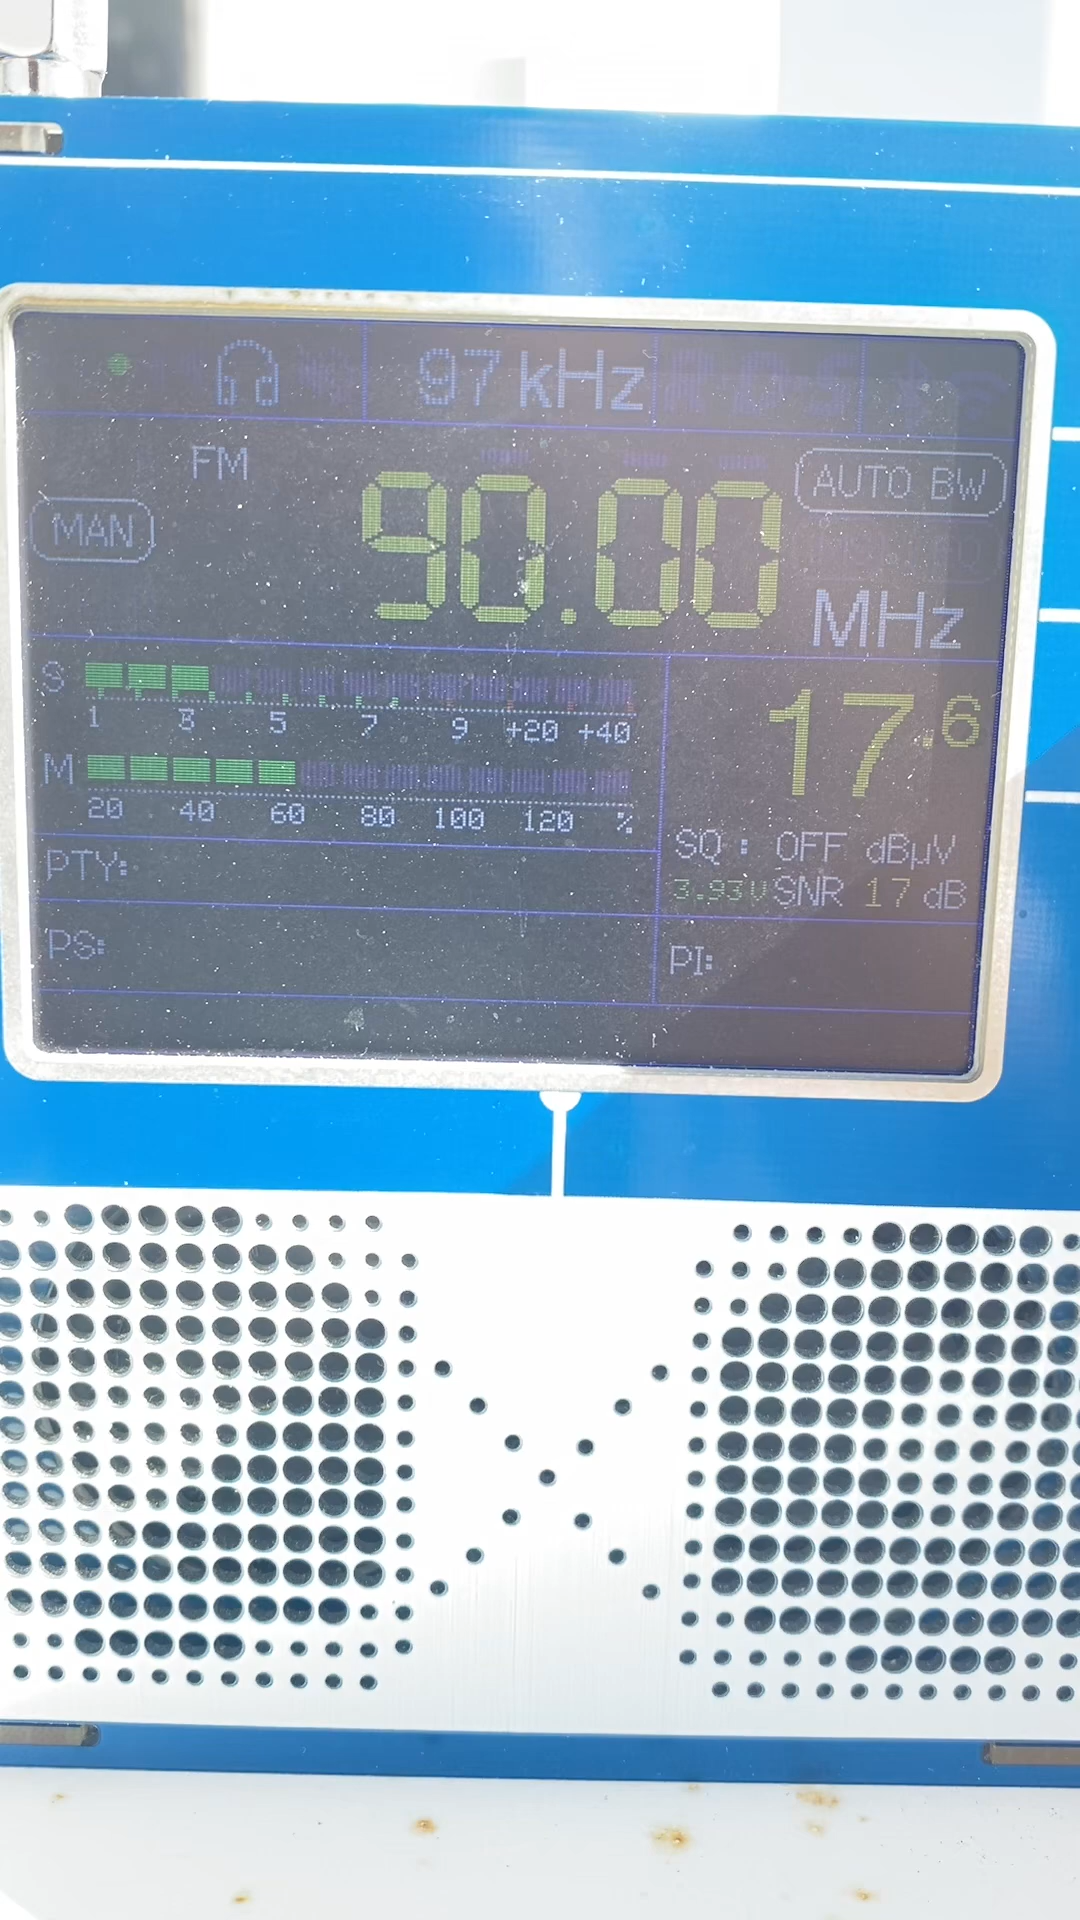 97 kHz
FM
AUTO BW
MAN
90.00
MHz
S
1 3 5 7 9 +20 +40
17.6
M
20 40 60 80 100 120 %
SQ : OFF dBµV
PTY:
3.93V SNR 17 dB
PS:
PI: